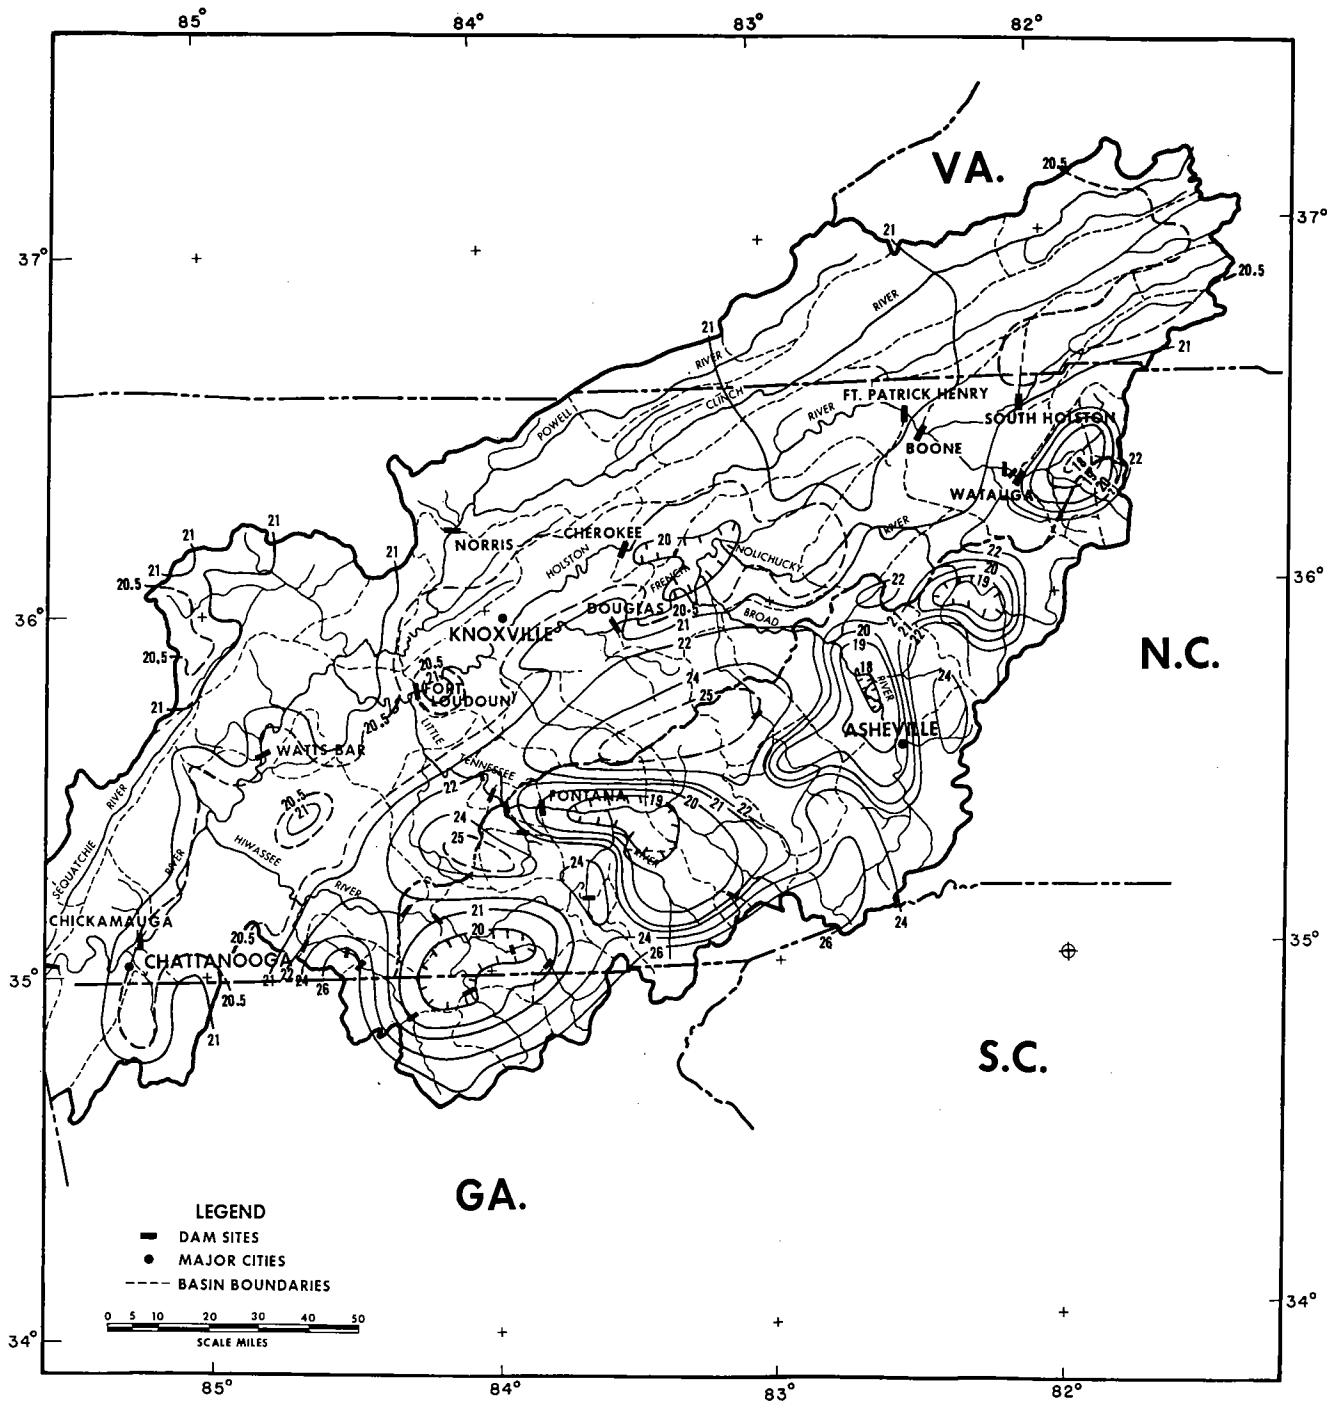 85° 84° 83° 82°
VA.
20.5
37°
21
37°
20.5
RIVER
21
21
RIVER
FT. PATRICK HENRY
CLINCH
SOUTH HOLSTON
POWELL
RIVER
BOONE
22
18
20
WATAUGA
21
21
CHEROKEE
RIVER
NORRIS
20
HOLSTON
NOLICHUCKY
22
21
21
20
20.5
FRENCH
22
19
36°
DOUGLAS
20.5
BROAD
36°
KNOXVILLE
21
20
22
19
N.C.
20.5
20.5
18
21
24
24
FORT
25
RIVER
LOUDOUN
21
20.5
LITTLE
ASHEVILLE
WATTS BAR
TENNESSEE
22
RIVER
20.5
FONTANA
19
20
21
22
21
24
25
HIWASSEE
RIVER
24
SEQUATCHIE
RIVER
RIVER
CHICKAMAUGA
21
24
20.5
20
24
26
CHATTANOOGA
26
35°
21
22
24
26
35°
20.5
21
S.C.
GA.
LEGEND
DAM SITES
MAJOR CITIES
BASIN BOUNDARIES
0 5 10 20 30 40 50
SCALE MILES
34°
34°
85° 84° 83° 82°